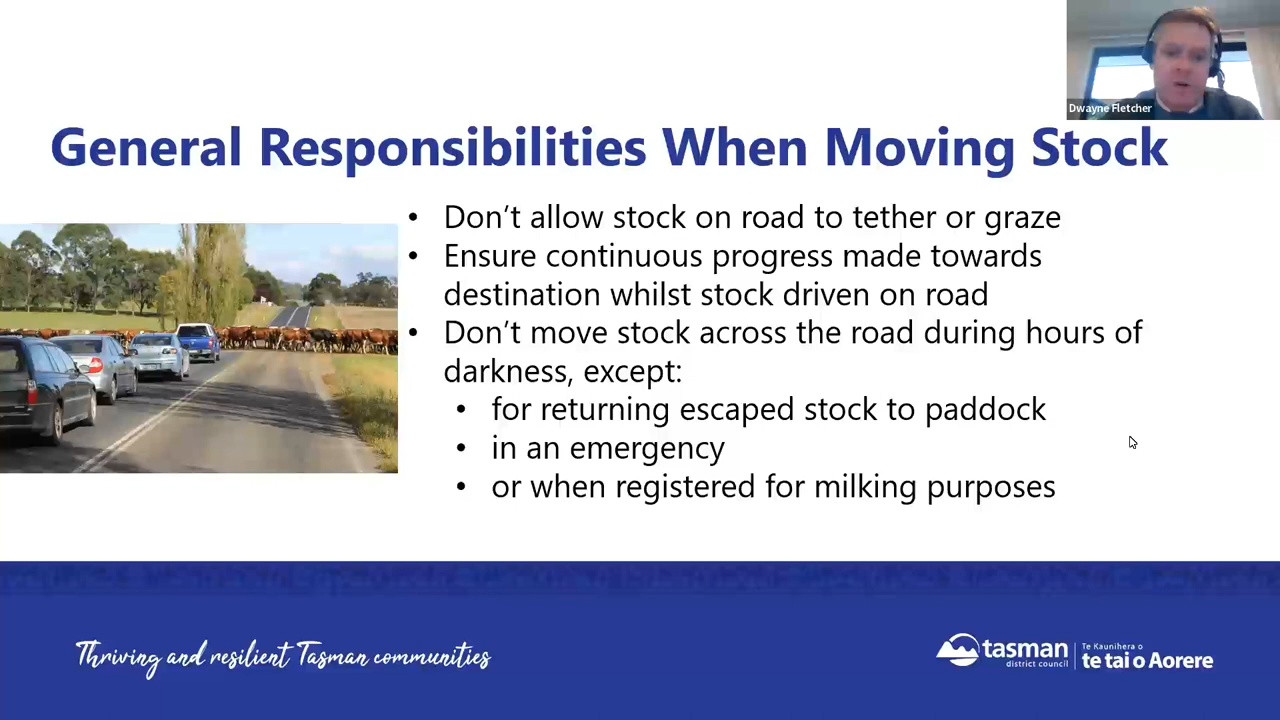 Dwayne Fletcher
General Responsibilities When Moving Stock
• Don't allow stock on road to tether or graze
• Ensure continuous progress made towards
destination whilst stock driven on road
• Don't move stock across the road during hours of
darkness, except:
• for returning escaped stock to paddock
• in an emergency
• or when registered for milking purposes
Thriving and resilient Tasman communities
tasman
district council
Te Kaunihera o
te tai o Aorere